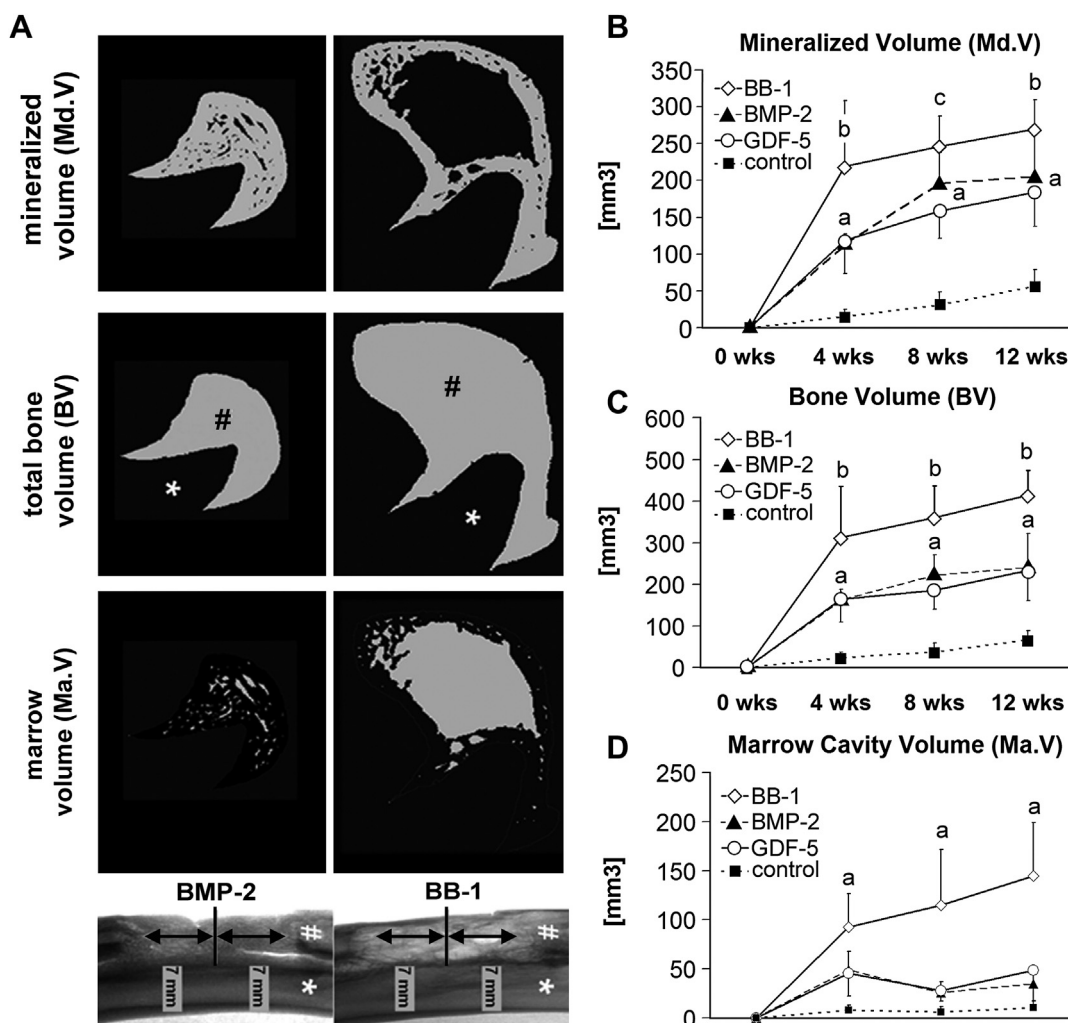 A
mineralized
volume (Md.V)
total bone
volume (BV)
#
*
#
*
marrow
volume (Ma.V)
BMP-2
BB-1
#
*
7 mm
7 mm
#
*
7 mm
7 mm
B
Mineralized Volume (Md.V)
350
300
250
200
150
100
50
0
[mm3]
BB-1
BMP-2
GDF-5
control
b
c
b
a
a
a
0 wks
4 wks
8 wks
12 wks
C
Bone Volume (BV)
600
500
400
300
200
100
0
[mm3]
BB-1
BMP-2
GDF-5
control
b
b
b
a
a
a
0 wks
4 wks
8 wks
12 wks
D
Marrow Cavity Volume (Ma.V)
250
200
150
100
50
0
[mm3]
BB-1
BMP-2
GDF-5
control
a
a
a